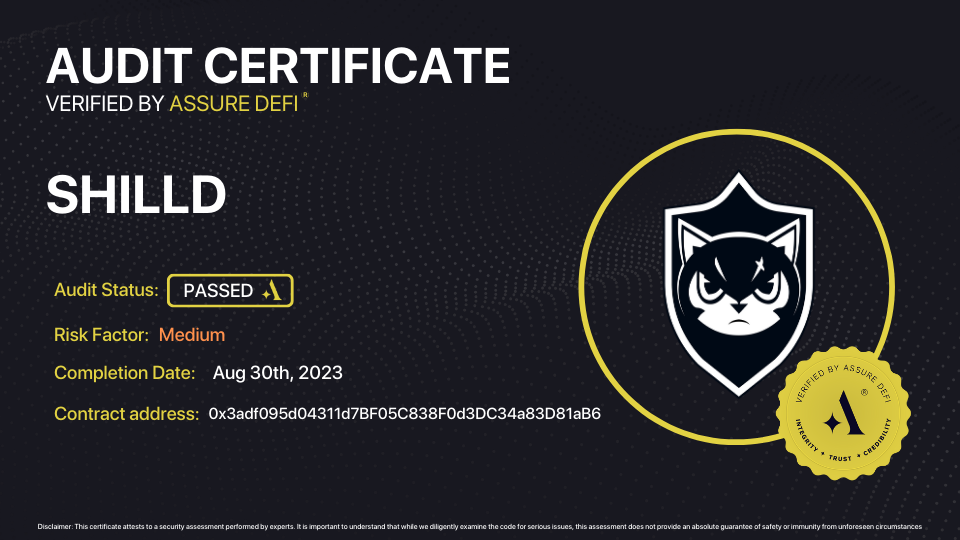 AUDIT CERTIFICATE
VERIFIED BY ASSURE DEFI ®
SHILLD
Audit Status: PASSED
Risk Factor: Medium
Completion Date: Aug 30th, 2023
Contract address: 0x3adf095d04311d7BF05C838F0d3DC34a83D81aB6
VERIFIED BY ASSURE DEFI
®
INTEGRITY ✦ TRUST ✦ CREDIBILITY
Disclaimer: This certificate attests to a security assessment performed by experts. It is important to understand that while we diligently examine the code for serious issues, this assessment does not provide an absolute guarantee of safety or immunity from unforeseen circumstances